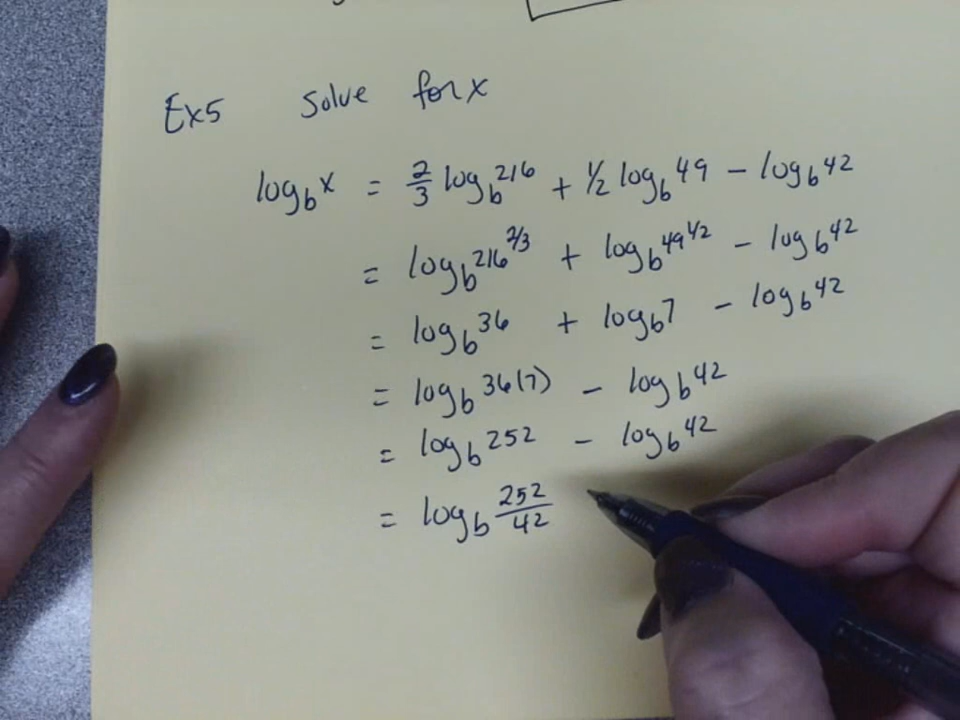 Ex5 Solve for x
log_b x = 2/3 log_b 216 + 1/2 log_b 49 - log_b 42
= log_b 216^2/3 + log_b 49^1/2 - log_b 42
= log_b 36 + log_b 7 - log_b 42
= log_b 36(7) - log_b 42
= log_b 252 - log_b 42
= log_b 252/42